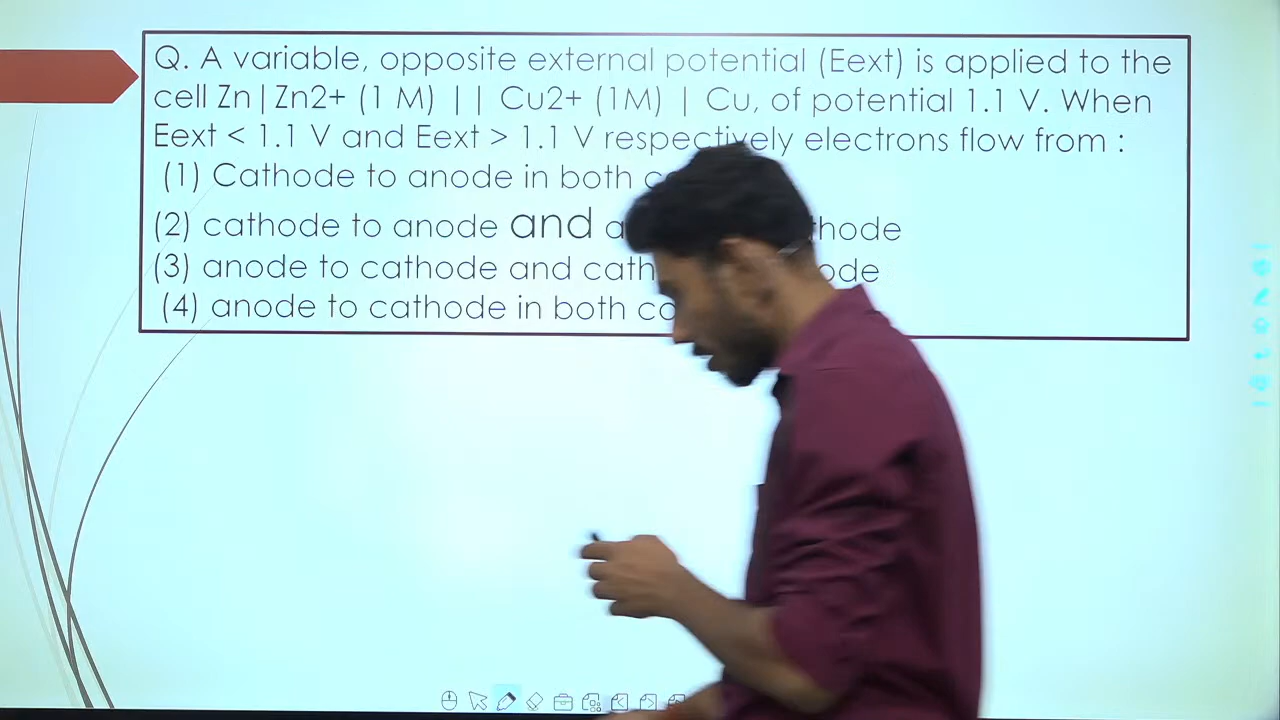 Q. A variable, opposite external potential (Eext) is applied to the
cell Zn|Zn2+ (1 M) || Cu2+ (1M) | Cu, of potential 1.1 V. When
Eext < 1.1 V and Eext > 1.1 V respectively electrons flow from :
(1) Cathode to anode in both
(2) cathode to anode and
(3) anode to cathode and
(4) anode to cathode in both